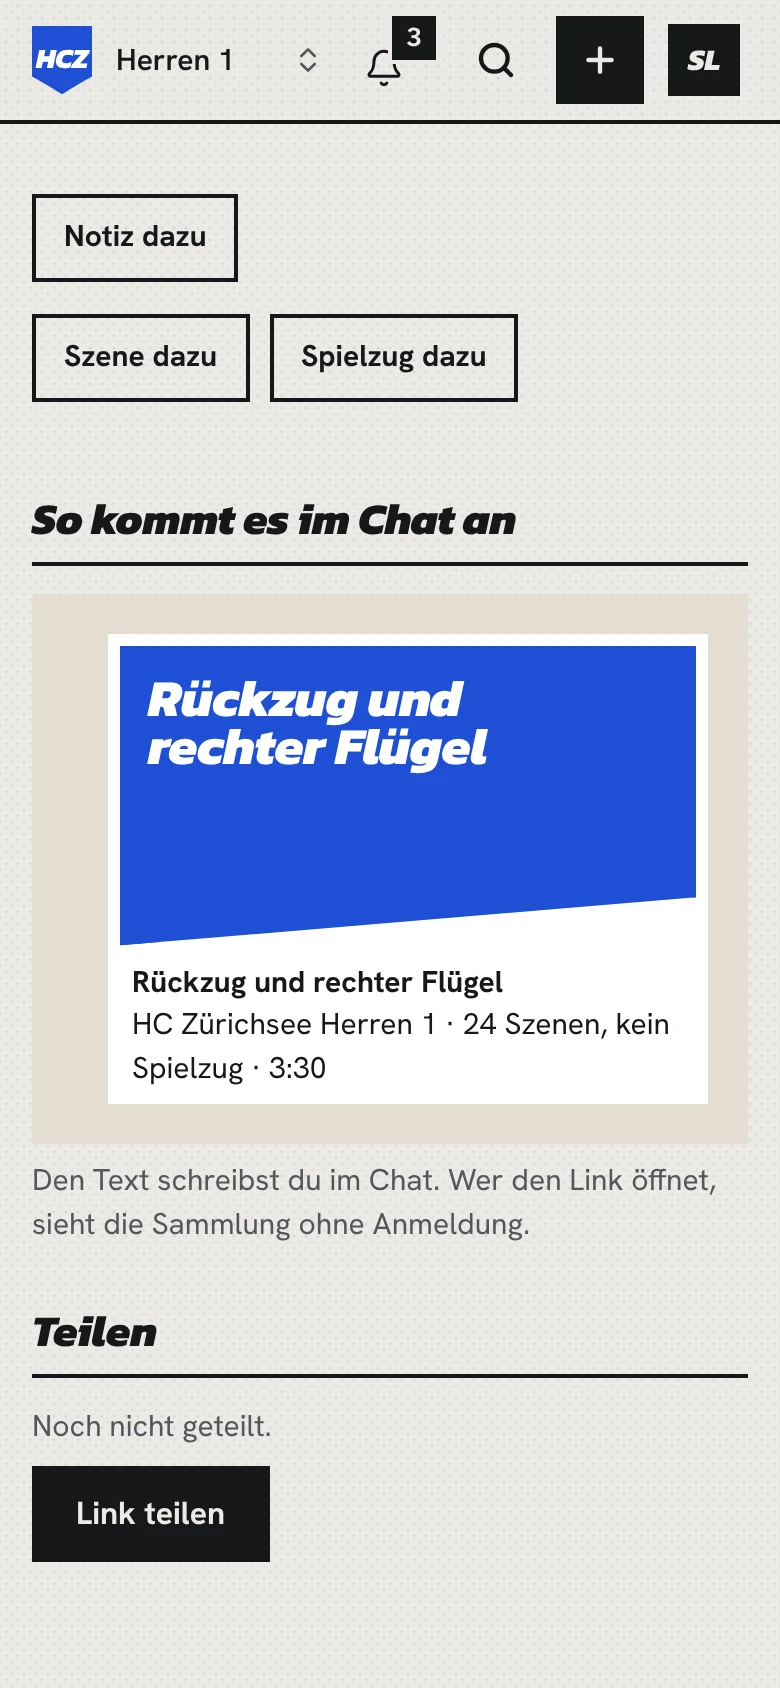 HCZ Herren 1 3 SL
Notiz dazu
Szene dazu Spielzug dazu
So kommt es im Chat an
Rückzug und
rechter Flügel
Rückzug und rechter Flügel
HC Zürichsee Herren 1 · 24 Szenen, kein
Spielzug · 3:30
Den Text schreibst du im Chat. Wer den Link öffnet,
sieht die Sammlung ohne Anmeldung.
Teilen
Noch nicht geteilt.
Link teilen